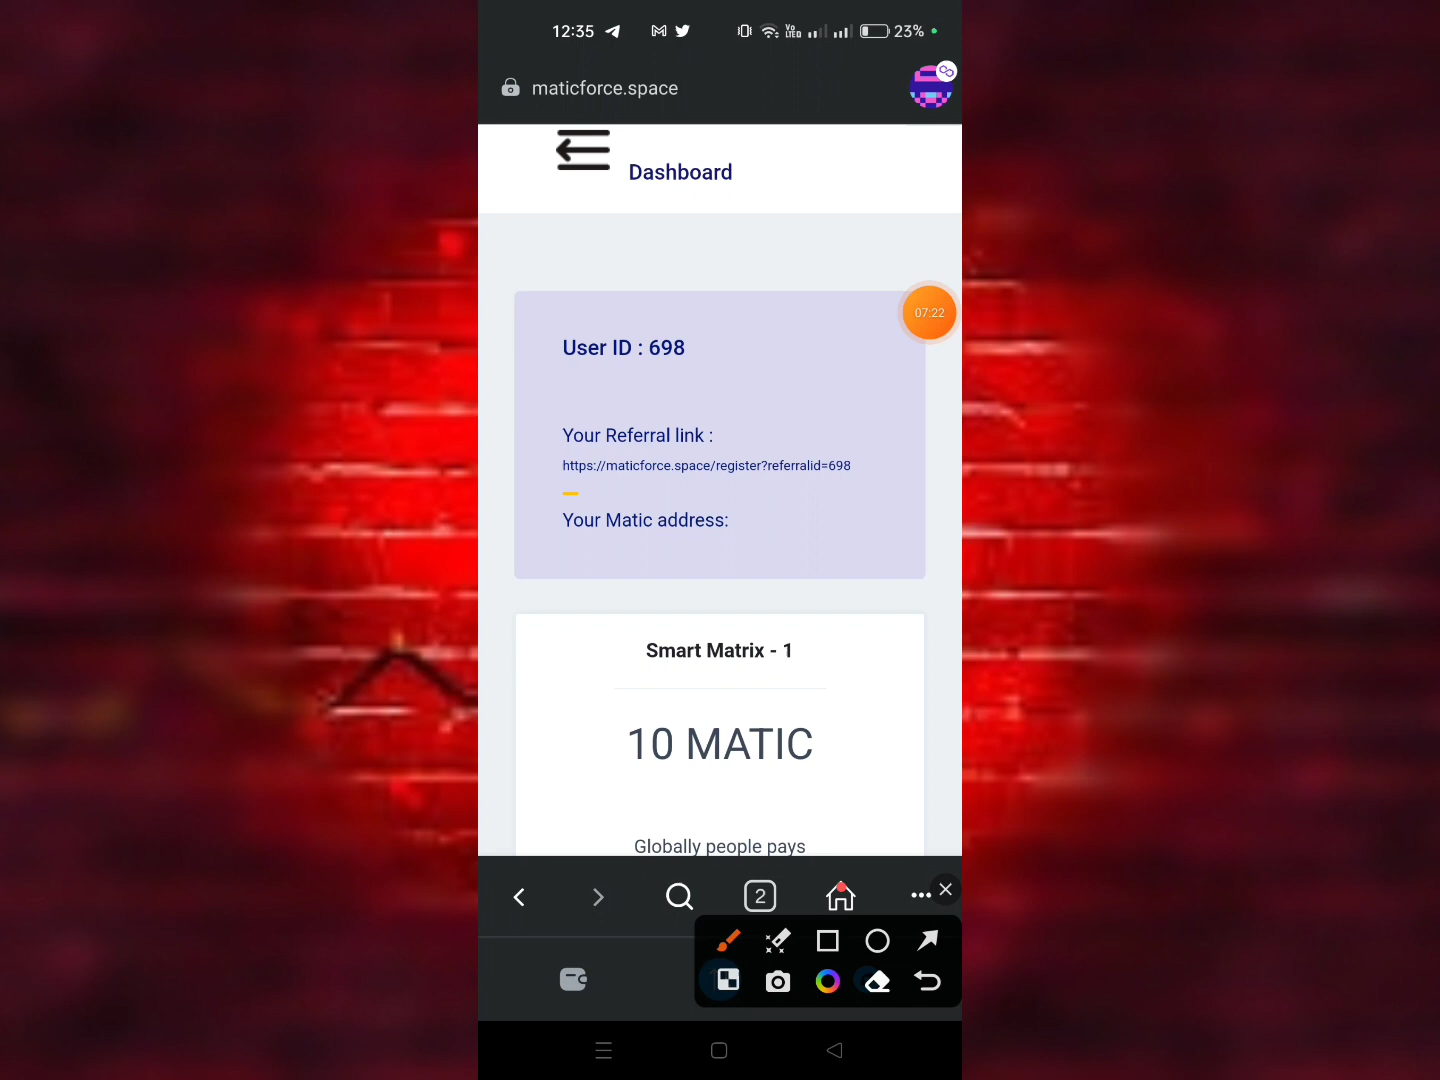 12:35
VoLTED
23%
maticforce.space
Dashboard
07:22
User ID : 698
Your Referral link :
https://maticforce.space/register?referralid=698
Your Matic address:
Smart Matrix - 1
10 MATIC
Globally people pays
2